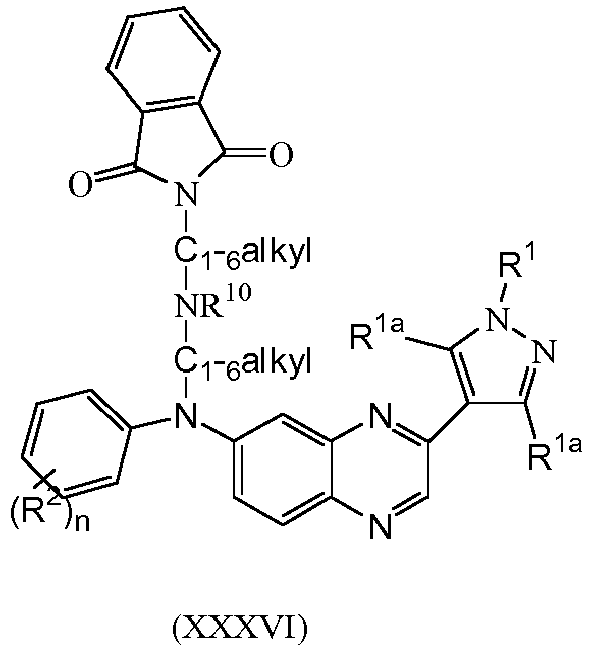 O
O
N
C1-6alkyl
R1
NR10
N
R1a
N
C1-6alkyl
N
N
R1a
(R2)n
N
(XXXVI)